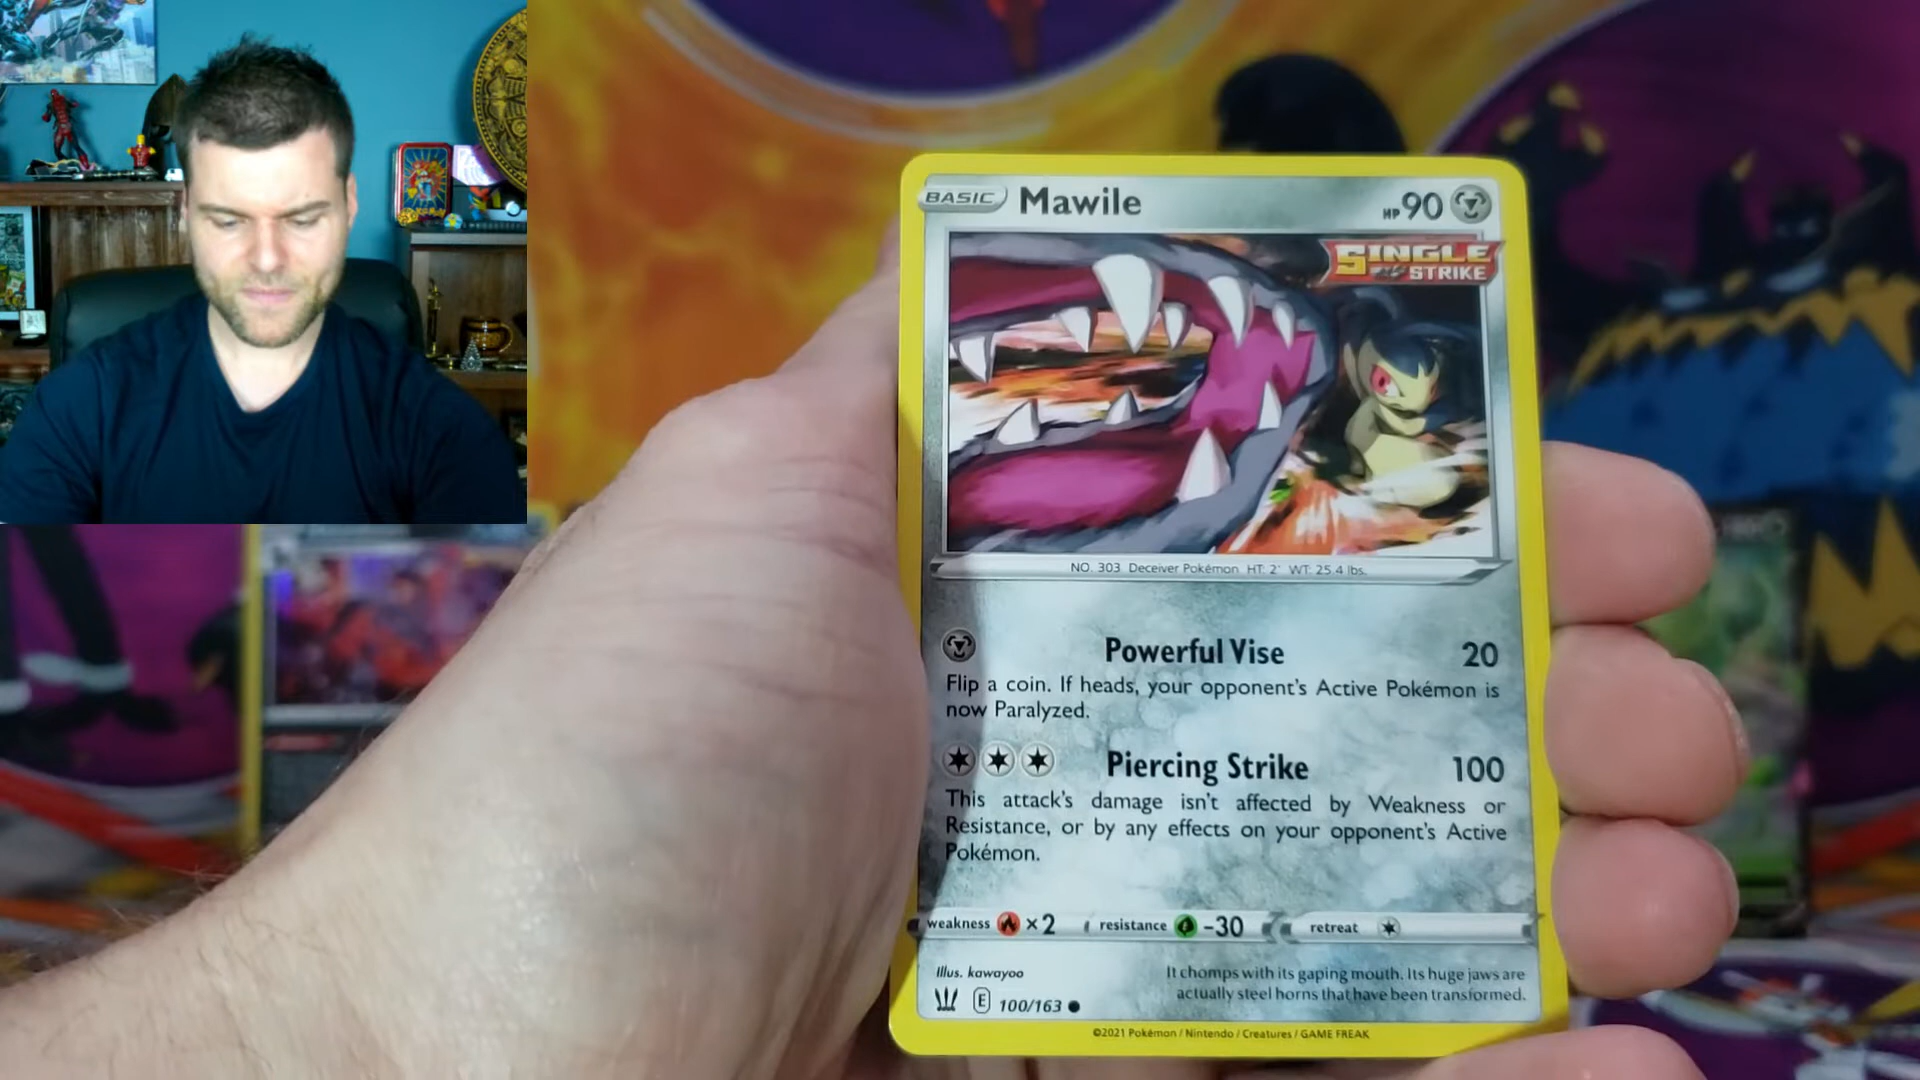 BASIC Mawile HP 90
SINGLE
STRIKE
NO. 303 Deceiver Pokémon HT: 2' WT: 25.4 lbs.
Powerful Vise 20
Flip a coin. If heads, your opponent's Active Pokémon is
now Paralyzed.
Piercing Strike 100
This attack's damage isn't affected by Weakness or
Resistance, or by any effects on your opponent's Active
Pokémon.
weakness ×2 resistance -30 retreat
Illus. kawayoo
It chomps with its gaping mouth. Its huge jaws are
actually steel horns that have been transformed.
E 100/163
©2021 Pokémon / Nintendo / Creatures / GAME FREAK